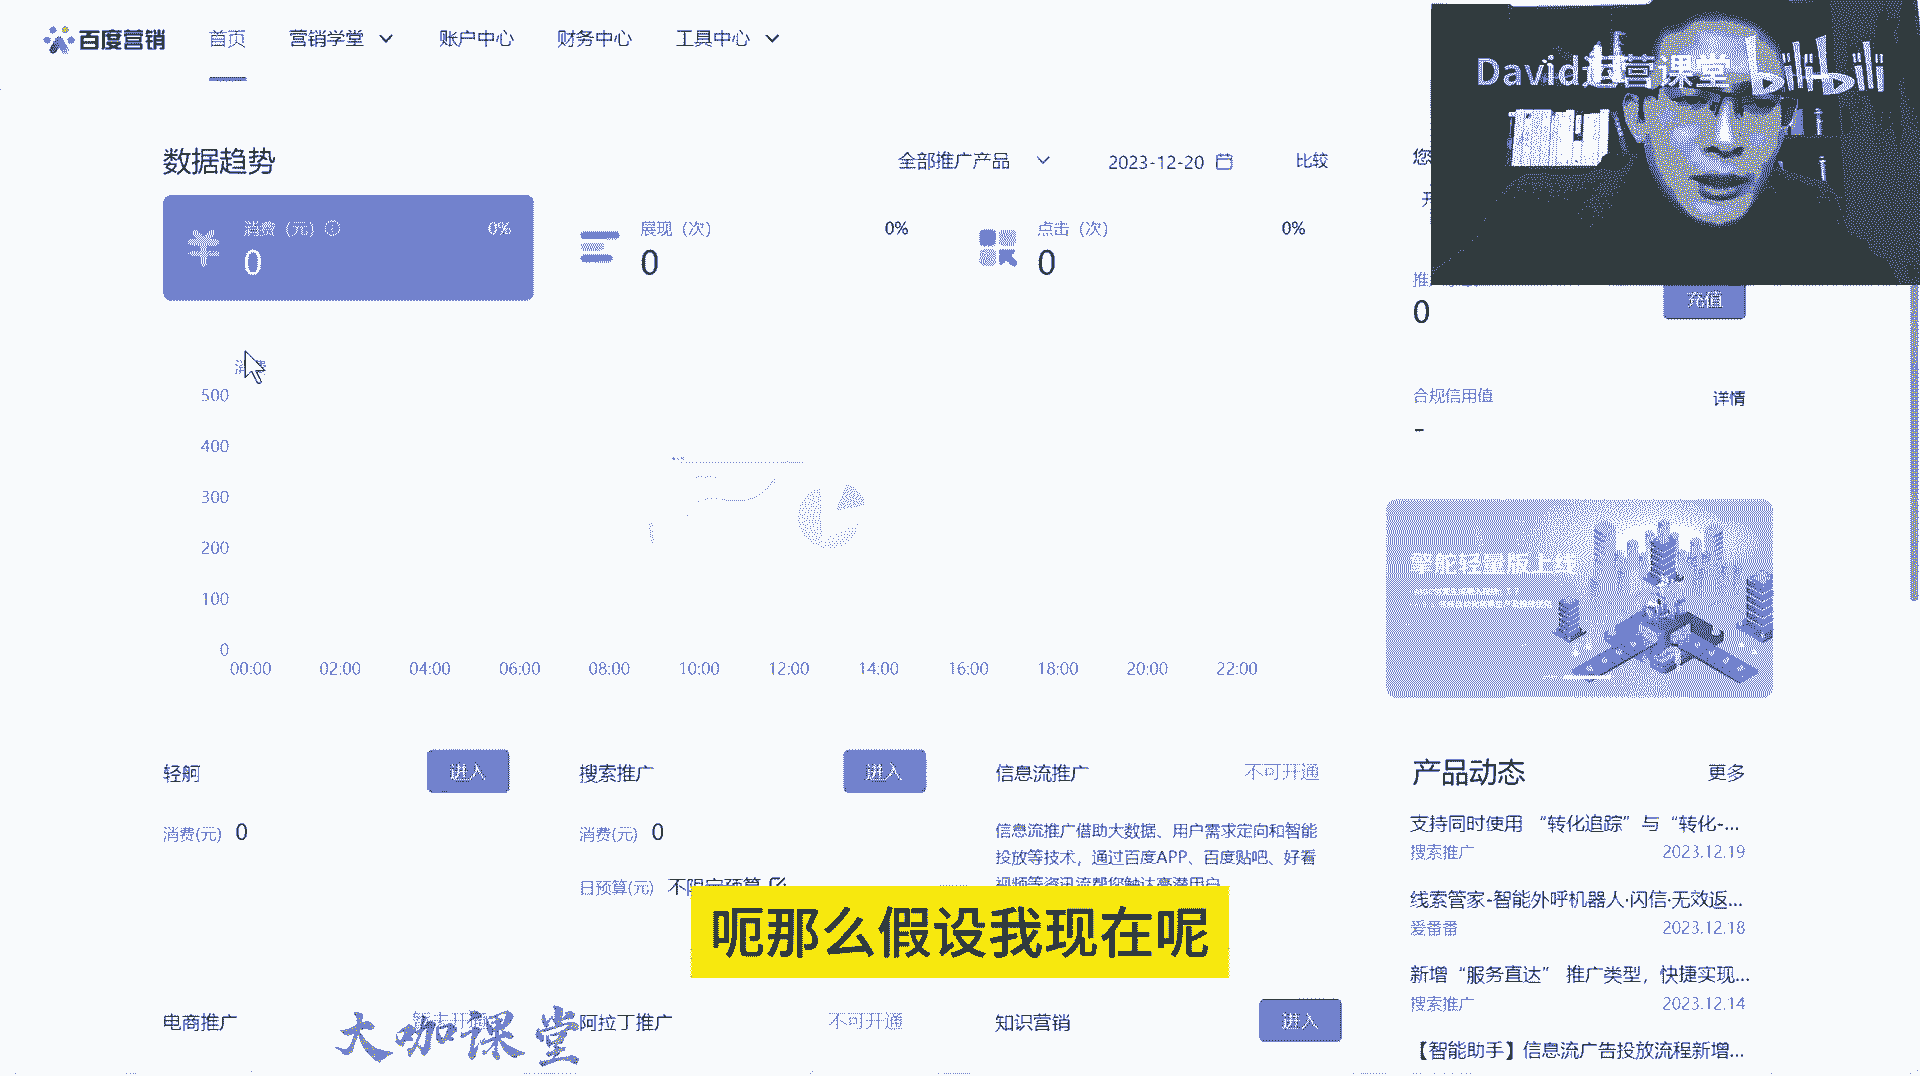 百度营销
首页
营销学堂
账户中心
财务中心
工具中心
David运营课堂 bilibili
数据趋势
全部推广产品
2023-12-20
比较
您
开
消费（元）
0%
0
展现（次）
0%
0
点击（次）
0%
0
推
0
充值
消费
500
400
300
200
100
0
00:00 02:00 04:00 06:00 08:00 10:00 12:00 14:00 16:00 18:00 20:00 22:00
合规信用值
详情
-
擎舵轻量版上线
轻舸
进入
消费(元) 0
搜索推广
进入
消费(元) 0
日预算(元) 不限定预算
信息流推广
不可开通
信息流推广借助大数据、用户需求定向和智能
投放等技术，通过百度APP、百度贴吧、好看
视频等资讯流帮您触达高潜用户
产品动态
更多
支持同时使用 “转化追踪”与“转化-...
搜索推广
2023.12.19
线索管家-智能外呼机器人·闪信·无效返...
爱番番
2023.12.18
新增“服务直达” 推广类型，快捷实现...
搜索推广
2023.12.14
【智能助手】信息流广告投放流程新增...
呃那么假设我现在呢
电商推广
暂未开通
大咖课堂
阿拉丁推广
不可开通
知识营销
进入